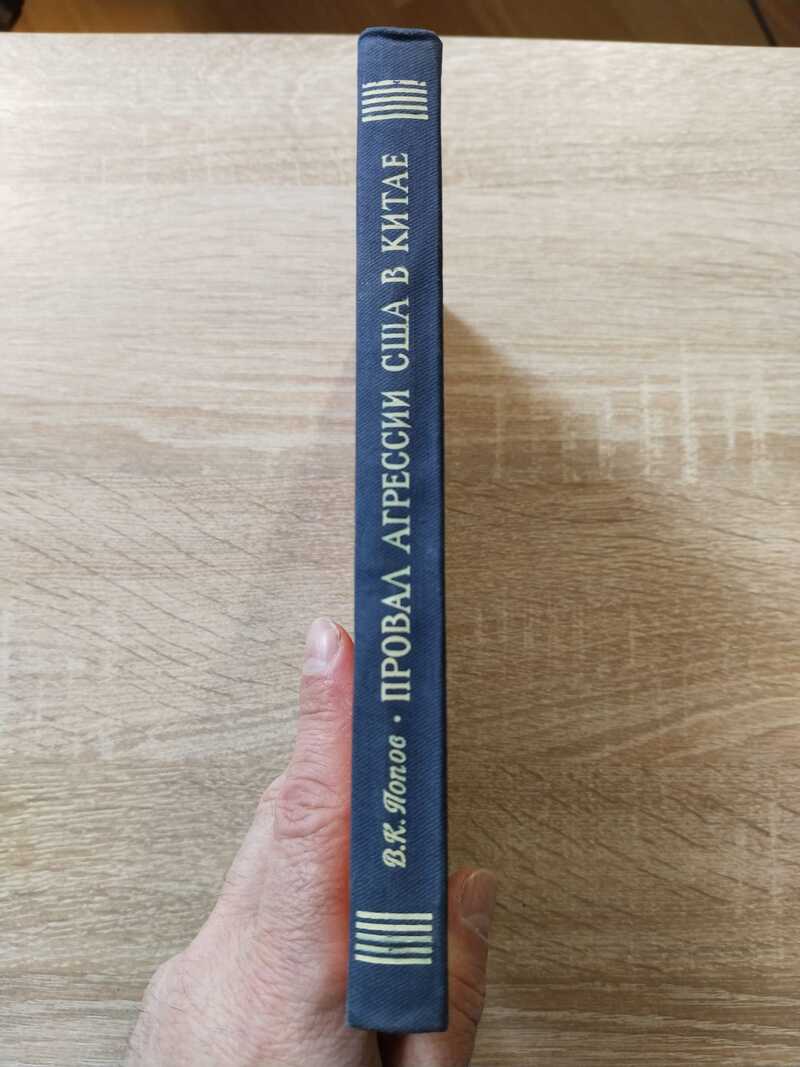 В.К. Попов · ПРОВАЛ АГРЕССИИ США В КИТАЕ